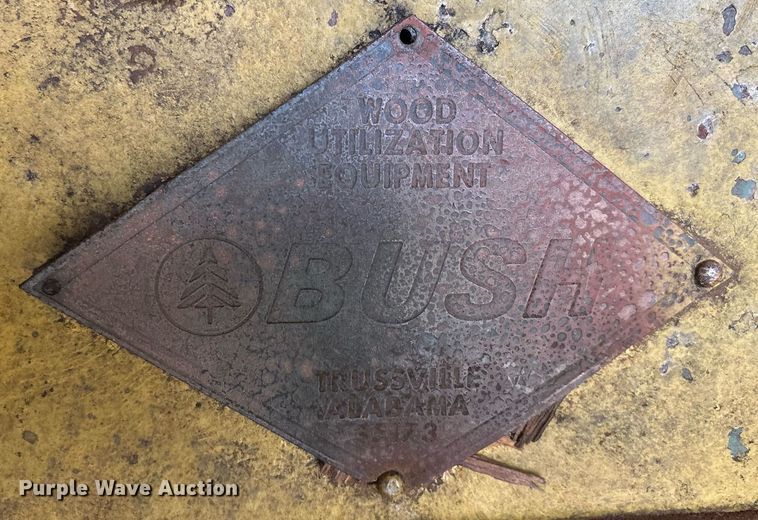 WOOD
UTILIZATION
EQUIPMENT
BUSH
TRUSSVILLE
ALABAMA
35173
Purple Wave Auction